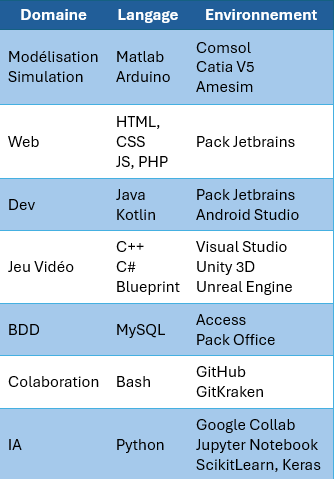 Domaine Langage Environnement
Modélisation Simulation Matlab Arduino Comsol Catia V5 Amesim
Web HTML, CSS JS, PHP Pack Jetbrains
Dev Java Kotlin Pack Jetbrains Android Studio
Jeu Vidéo C++ C# Blueprint Visual Studio Unity 3D Unreal Engine
BDD MySQL Access Pack Office
Colaboration Bash GitHub GitKraken
IA Python Google Collab Jupyter Notebook ScikitLearn, Keras